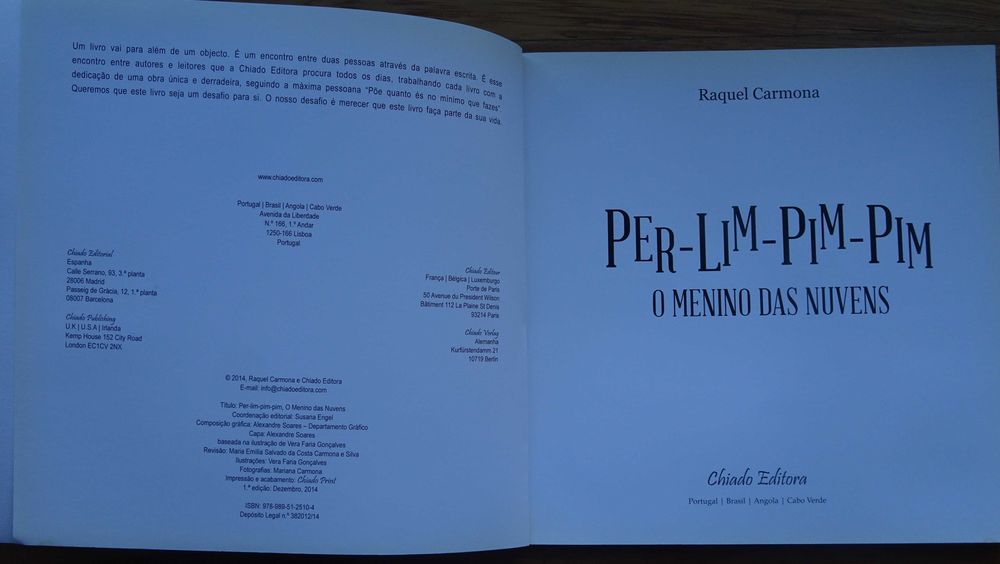 Um livro vai para além de um objecto. É um encontro entre duas pessoas através da palavra escrita. É esse
encontro entre autores e leitores que a Chiado Editora procura todos os dias, trabalhando cada livro com a
dedicação de uma obra única e derradeira, seguindo a máxima pessoana "Põe quanto és no mínimo que fazes".
Queremos que este livro seja um desafio para si. O nosso desafio é merecer que este livro faça parte da sua vida.
www.chiadoeditora.com
Portugal | Brasil | Angola | Cabo Verde
Avenida da Liberdade
N.º 166, 1.º Andar
1250-166 Lisboa
Portugal
Chiado Editorial
Espanha
Calle Serrano, 93, 3.ª planta
28006 Madrid
Passeig de Gràcia, 12, 1.ª planta
08007 Barcelona
Chiado Publishing
U.K | U.S.A | Irlanda
Kemp House 152 City Road
London EC1CV 2NX
Chiado Éditeur
França | Bélgica | Luxemburgo
Porte de Paris
50 Avenue du President Wilson
Bâtiment 112 La Plaine St Denis
93214 Paris
Chiado Verlag
Alemanha
Kurfürstendamm 21
10719 Berlin
© 2014, Raquel Carmona e Chiado Editora
E-mail: info@chiadoeditora.com
Título: Per-lim-pim-pim, O Menino das Nuvens
Coordenação editorial: Susana Engel
Composição gráfica: Alexandre Soares – Departamento Gráfico
Capa: Alexandre Soares
baseada na ilustração de Vera Faria Gonçalves
Revisão: Maria Emília Salvado da Costa Carmona e Silva
Ilustrações: Vera Faria Gonçalves
Fotografias: Mariana Carmona
Impressão e acabamento: Chiado Print
1.ª edição: Dezembro, 2014
ISBN: 978-989-51-2510-4
Depósito Legal n.º 382012/14
Raquel Carmona
PER-LIM-PIM-PIM
O MENINO DAS NUVENS
Chiado Editora
Portugal | Brasil | Angola | Cabo Verde